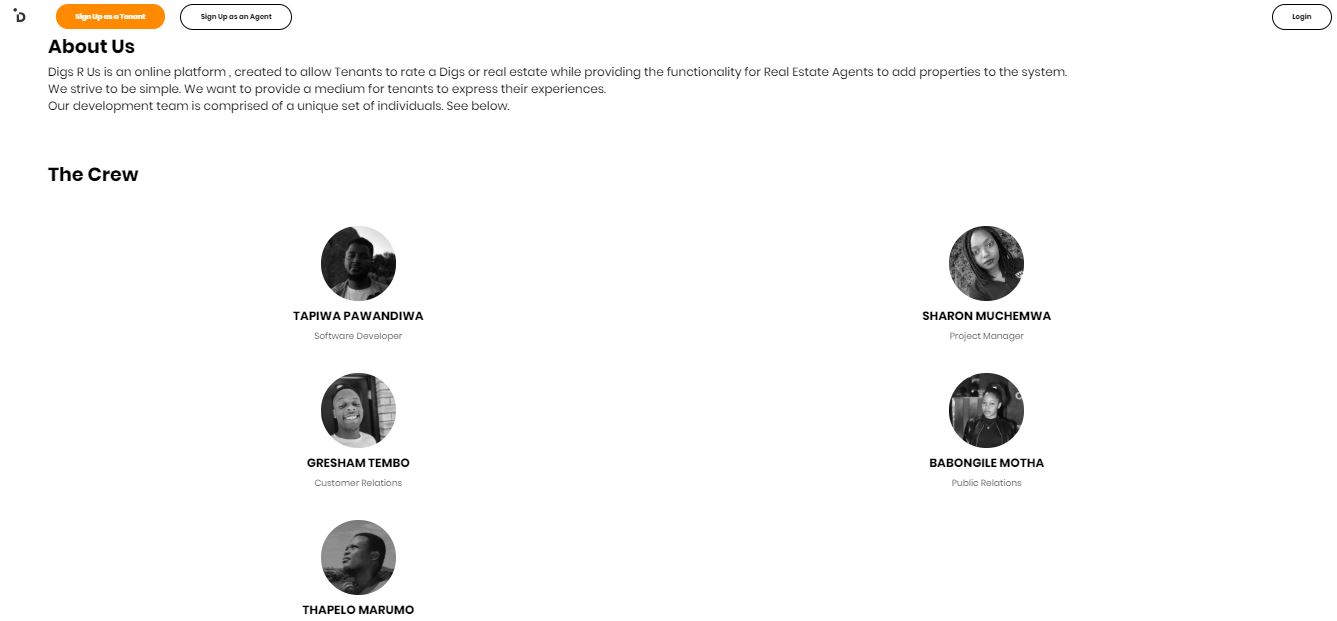 D
Sign Up as a Tenant
Sign Up as an Agent
Login
About Us
Digs R Us is an online platform , created to allow Tenants to rate a Digs or real estate while providing the functionality for Real Estate Agents to add properties to the system.
We strive to be simple. We want to provide a medium for tenants to express their experiences.
Our development team is comprised of a unique set of individuals. See below.
The Crew
TAPIWA PAWANDIWA
Software Developer
SHARON MUCHEMWA
Project Manager
GRESHAM TEMBO
Customer Relations
BABONGILE MOTHA
Public Relations
THAPELO MARUMO